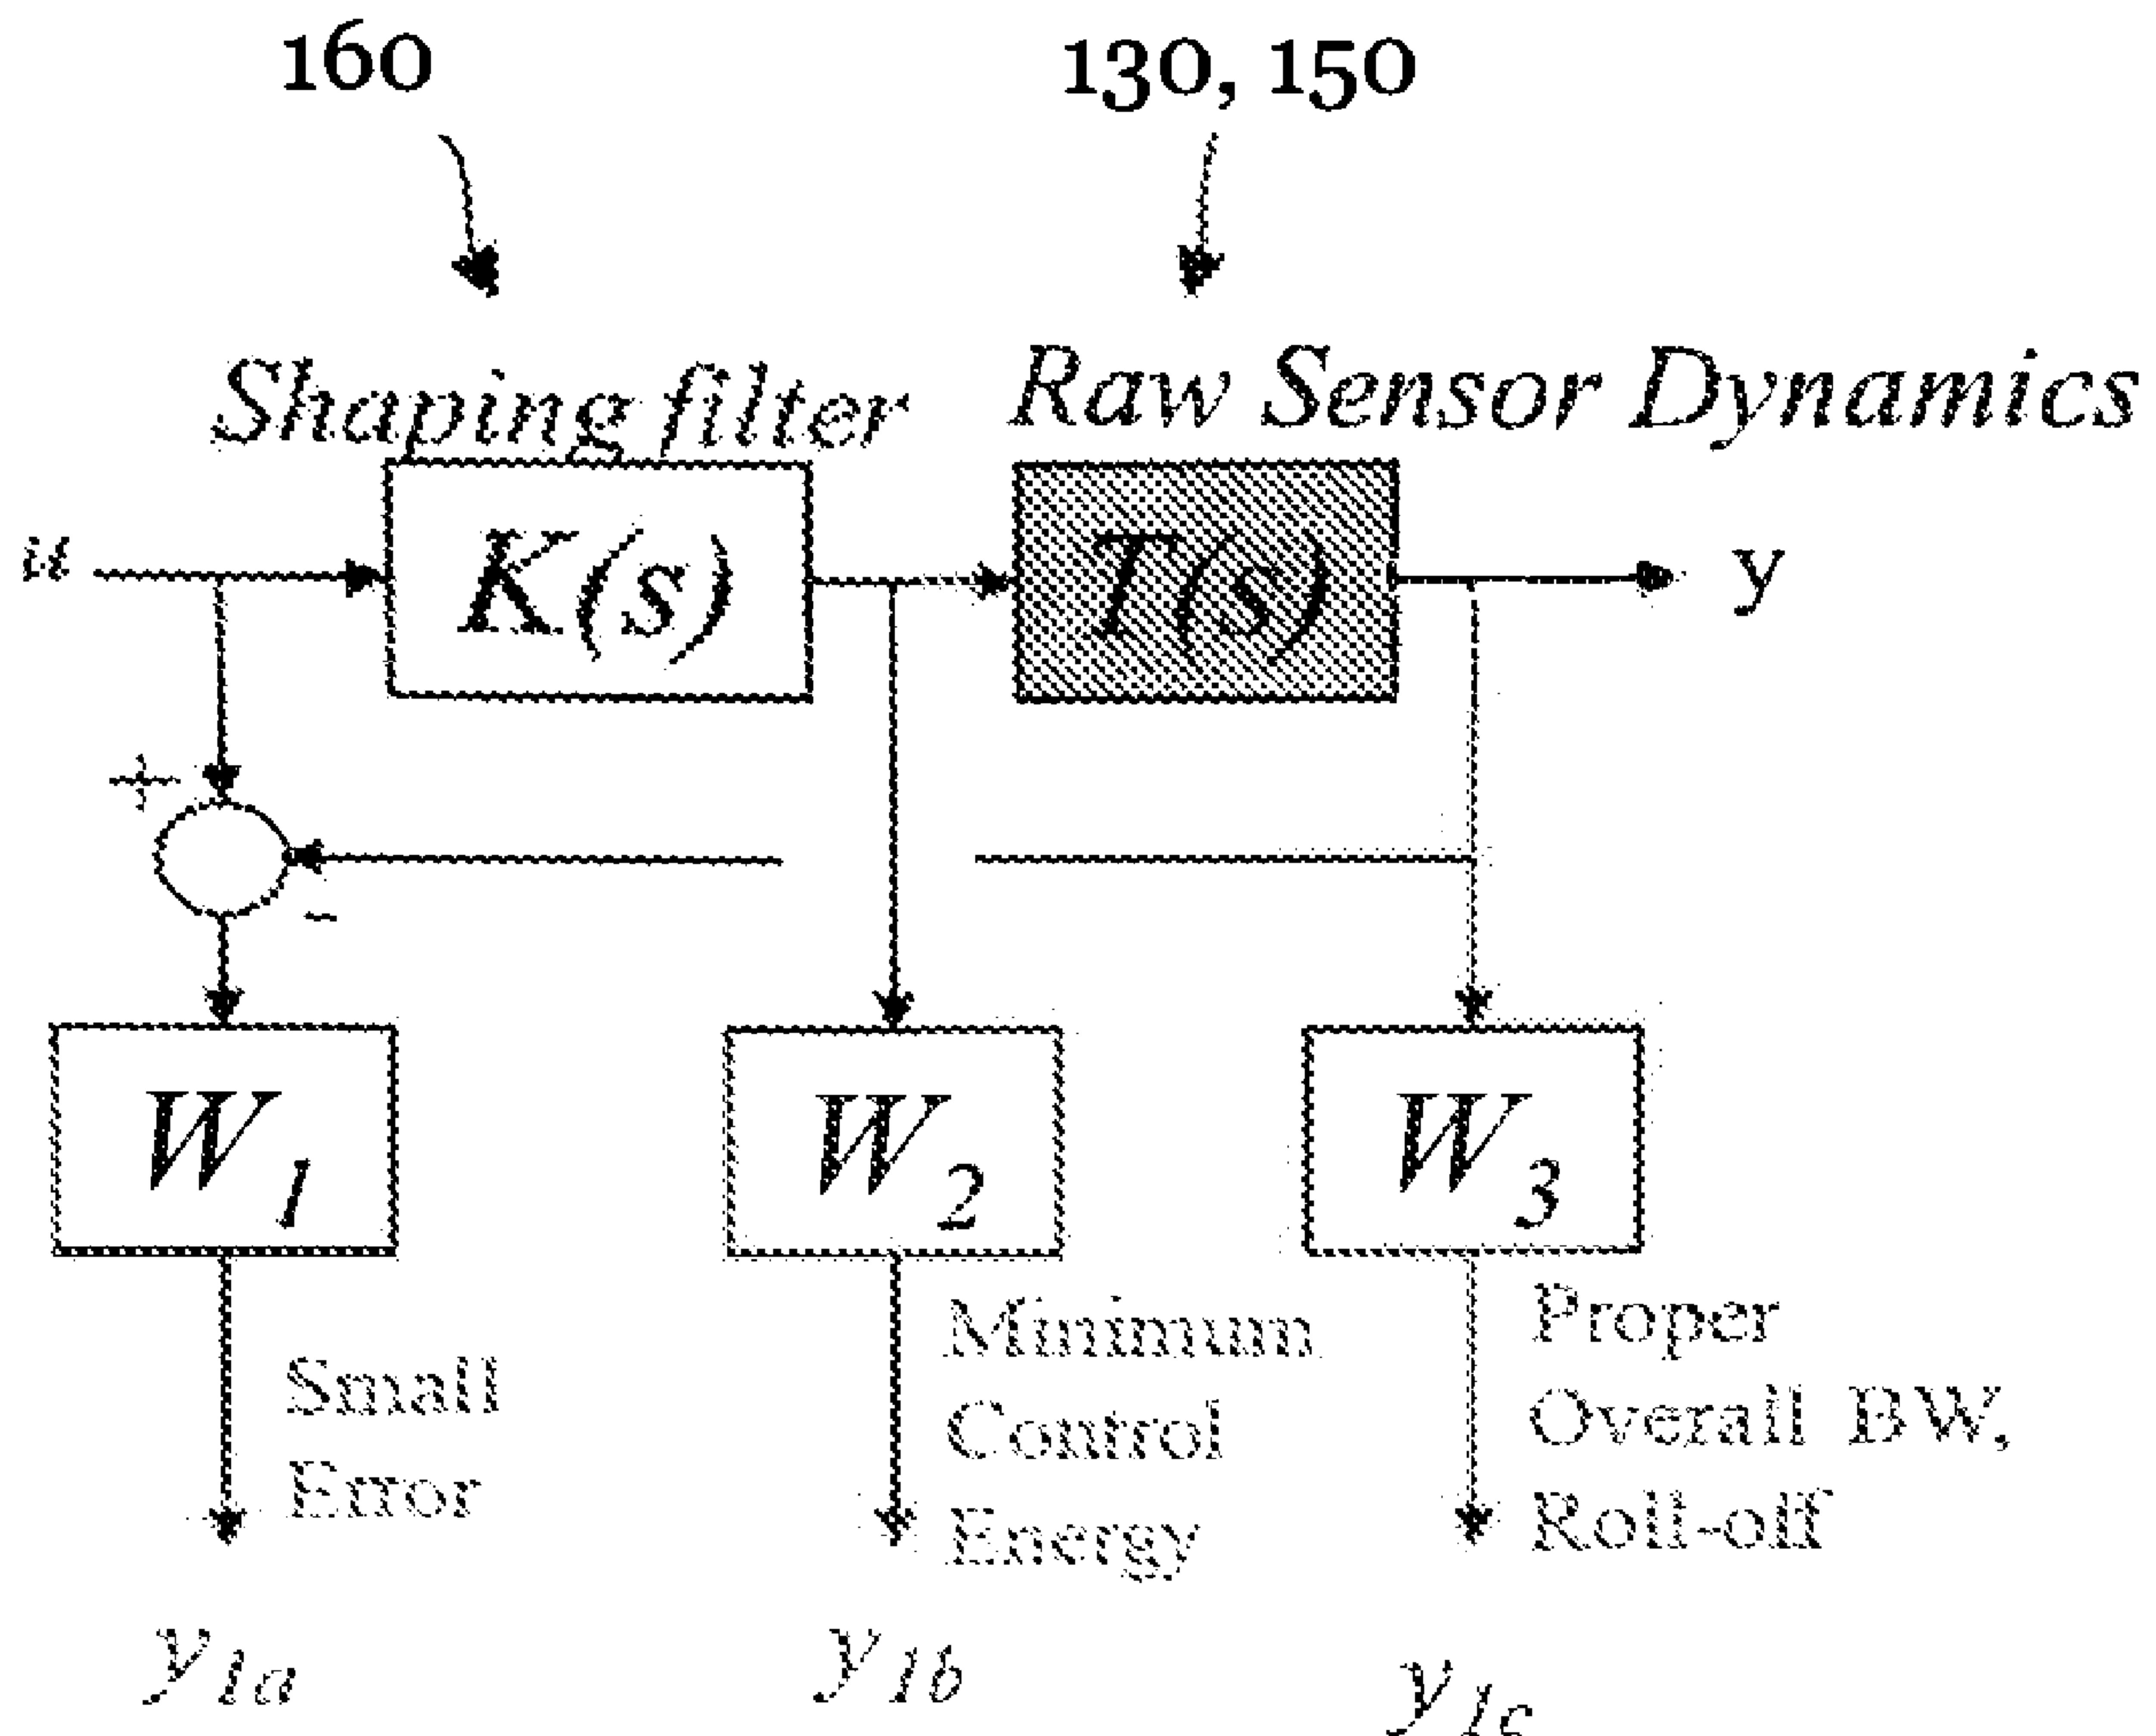 160
130, 150
Shaping filter
Raw Sensor Dynamics
u
K(s)
T(s)
y
+
-
W1
W2
W3
Small
Error
Minimum
Control
Energy
Proper
Overall BW,
Roll-off
y1a
y1b
y1c